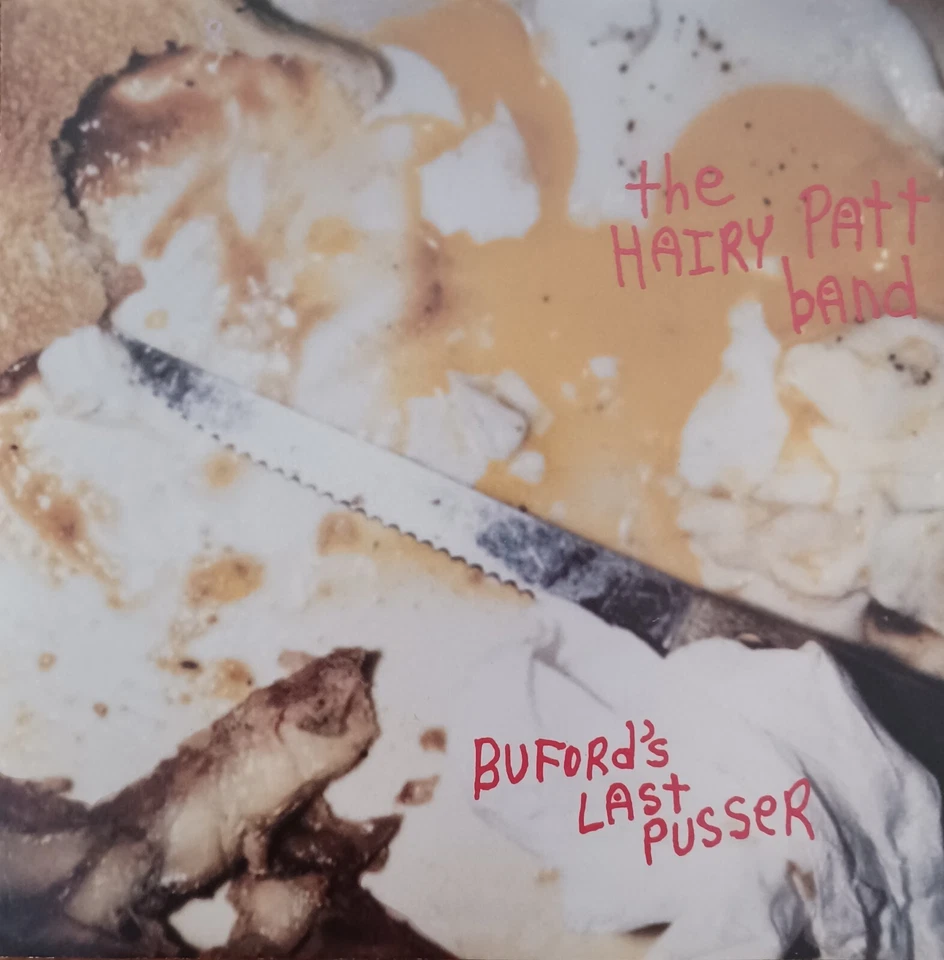 the
HAIRY PAtt
bAnd
BUFORd's
LASt
PUSSeR